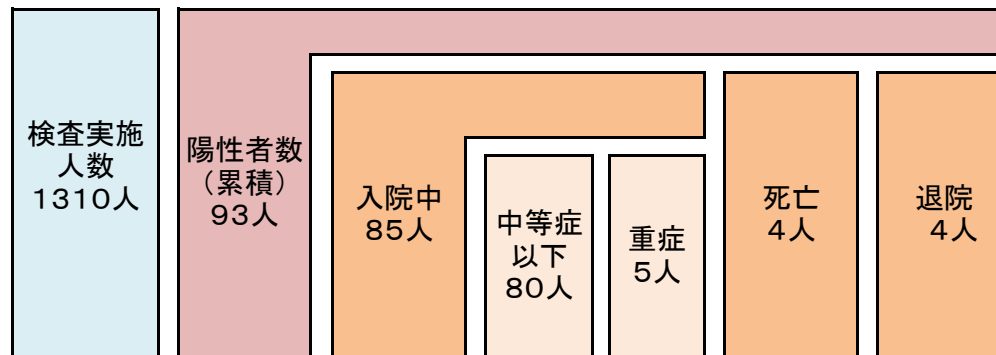 検査実施
人数
1310人
陽性者数
（累積）
93人
入院中
85人
中等症
以下
80人
重症
5人
死亡
4人
退院
4人